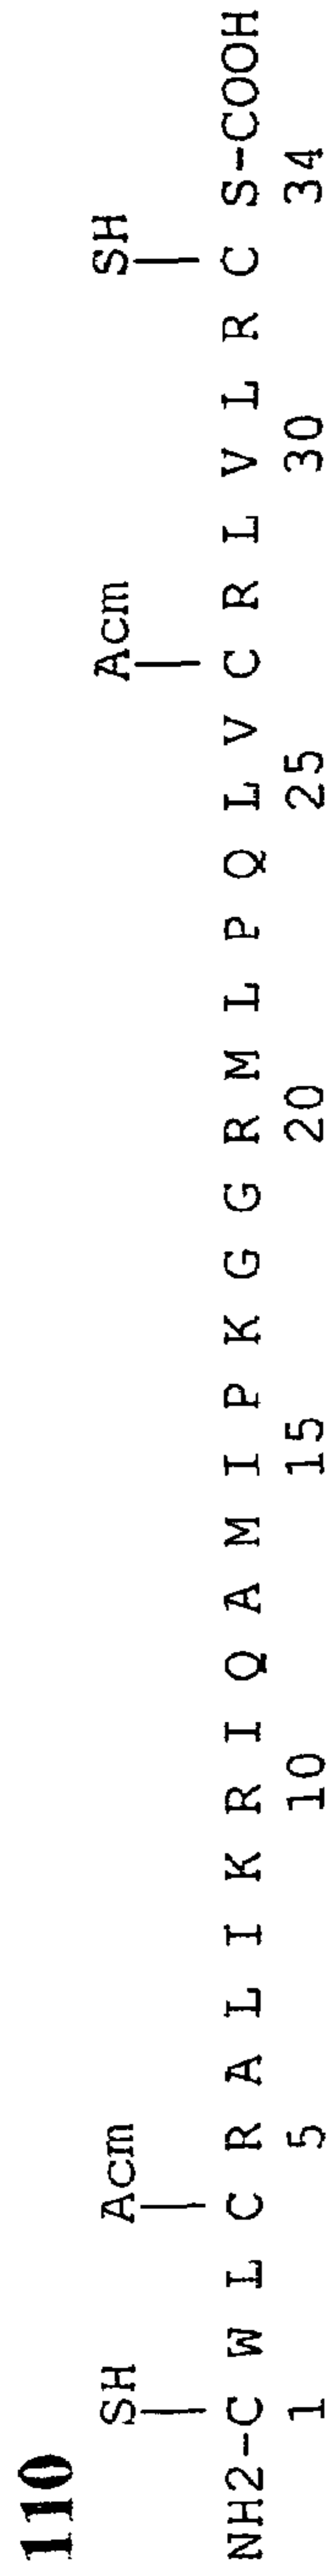 110
SH Acm Acm SH
NH2-C W L C R A L I K R I Q A M I P K G G R M L P Q L V C R L V L R C S-COOH
1 5 10 15 20 25 30 34